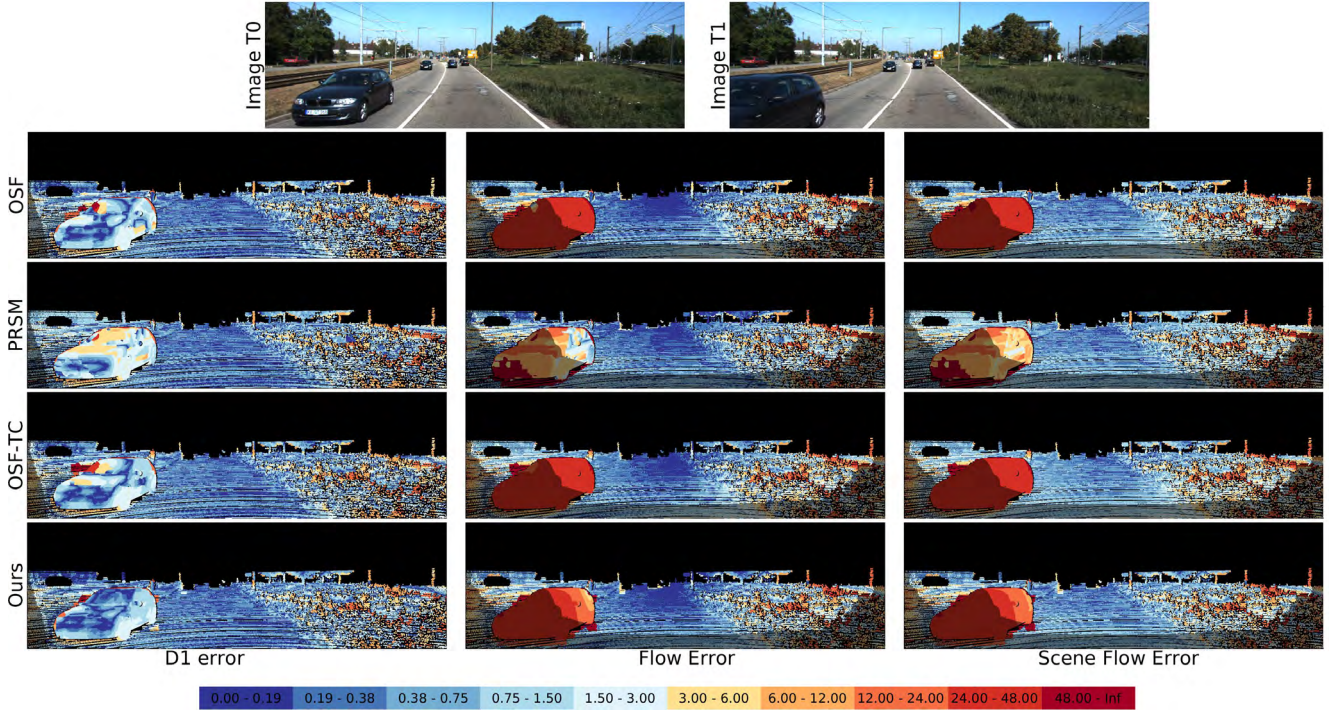 Image T0
Image T1
OSF
PRSM
OSF-TC
Ours
D1 error
Flow Error
Scene Flow Error
0.00 - 0.19
0.19 - 0.38
0.38 - 0.75
0.75 - 1.50
1.50 - 3.00
3.00 - 6.00
6.00 - 12.00
12.00 - 24.00
24.00 - 48.00
48.00 - Inf